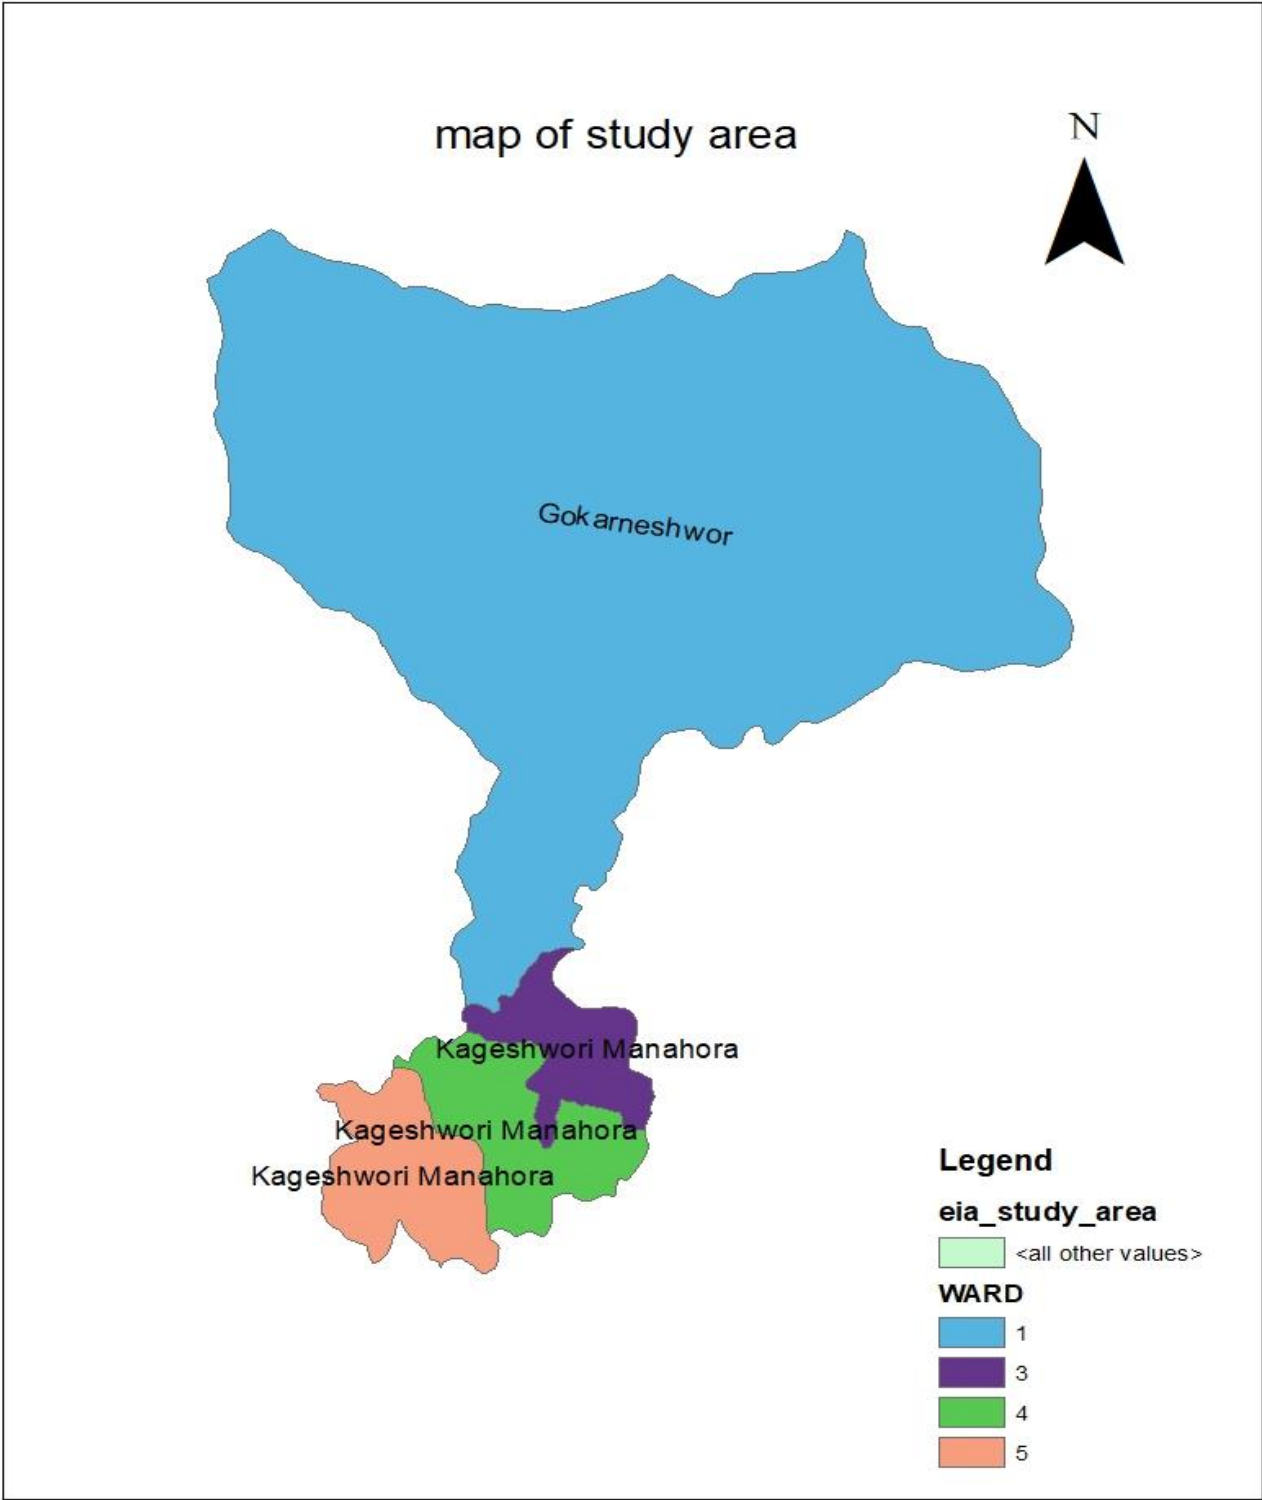 map of study area
N
Gokarneshwor
Kageshwori Manahora
Kageshwori Manahora
Kageshwori Manahora
Legend
eia_study_area
<all other values>
WARD
1
3
4
5